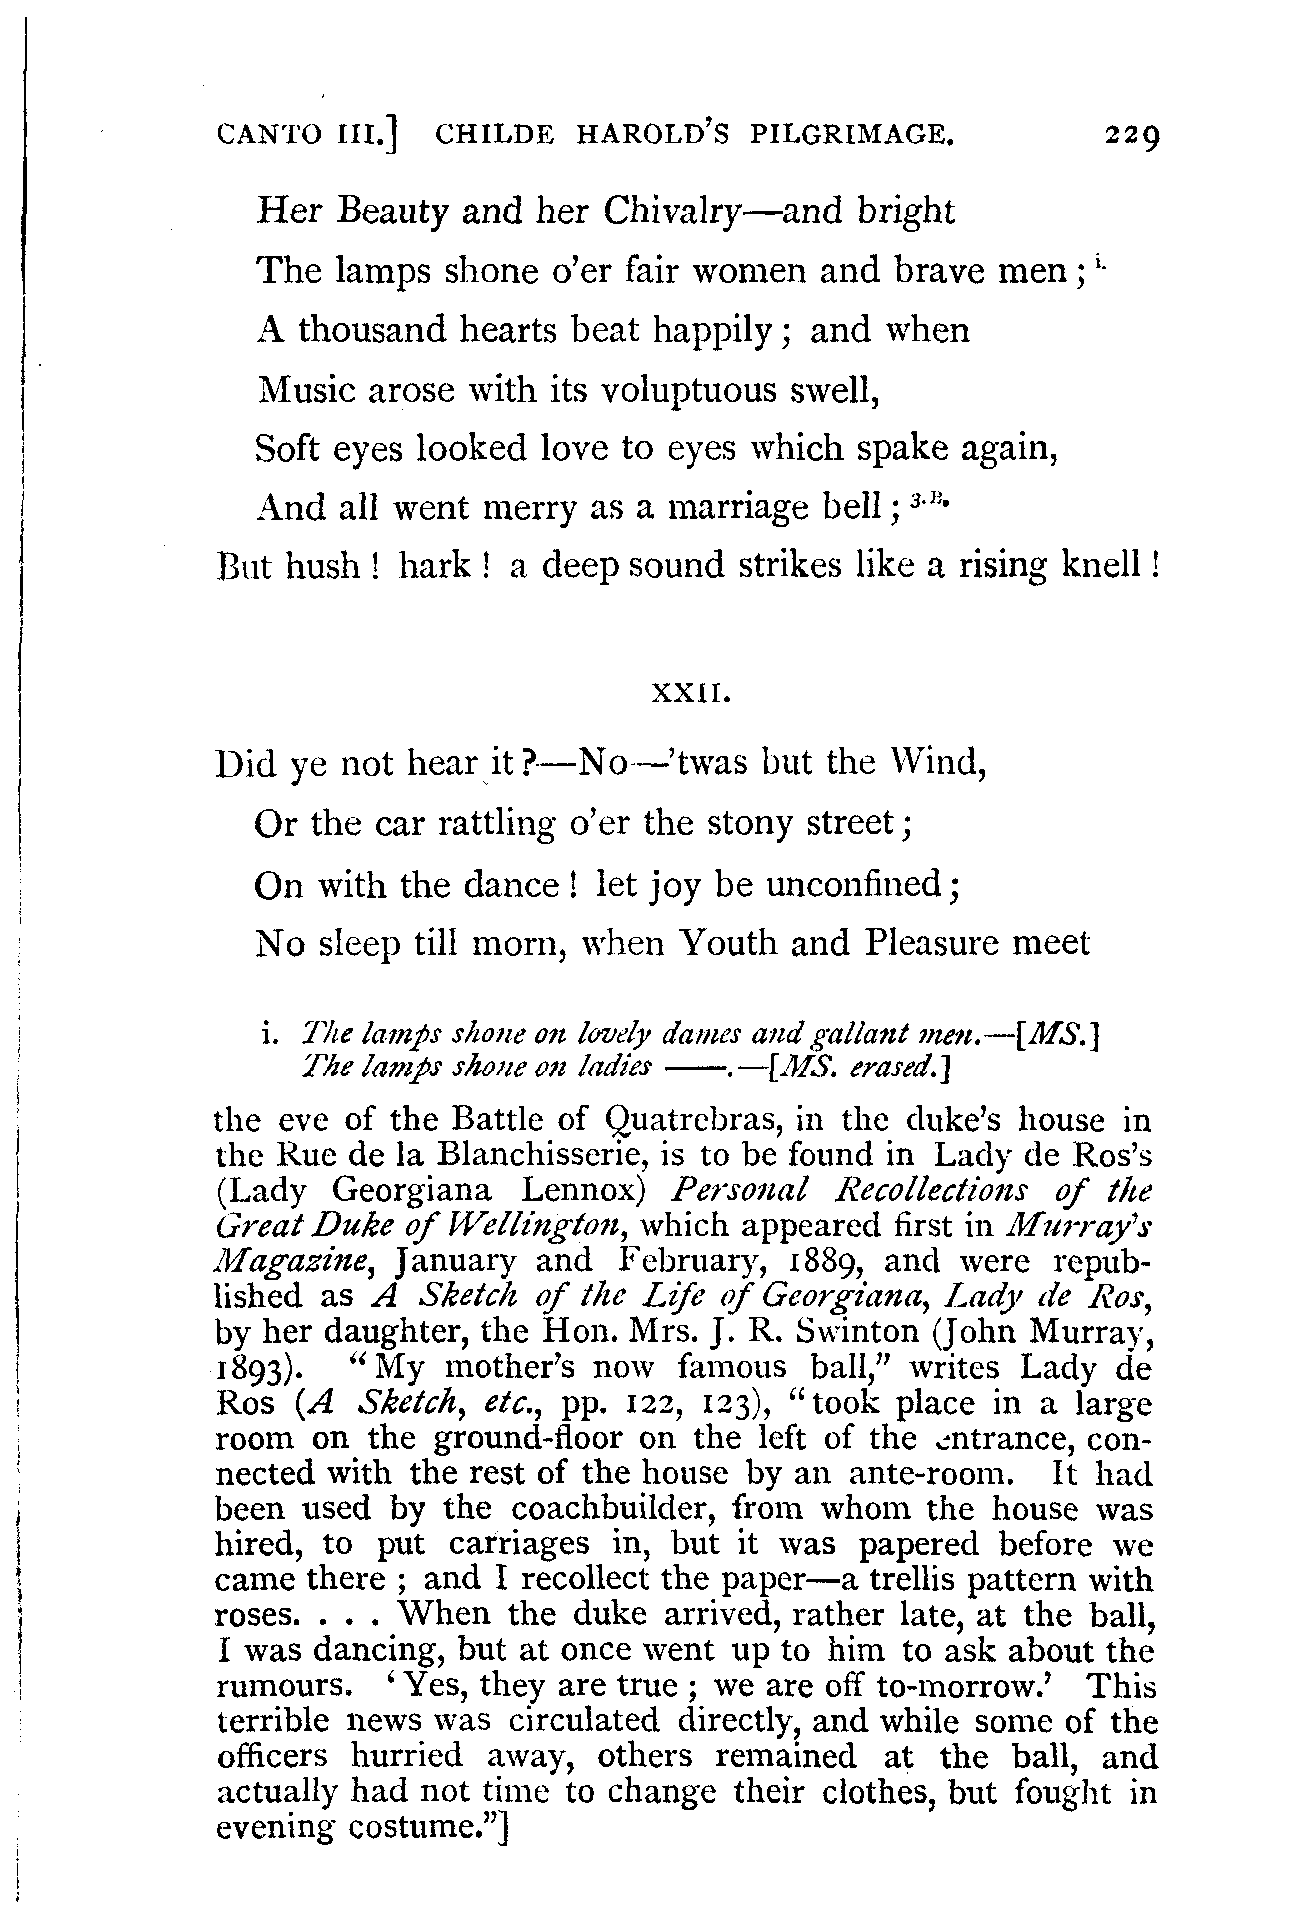 CANTO III.] CHILDE HAROLD'S PILGRIMAGE. 229
Her Beauty and her Chivalry—and bright
The lamps shone o'er fair women and brave men; i.
A thousand hearts beat happily; and when
Music arose with its voluptuous swell,
Soft eyes looked love to eyes which spake again,
And all went merry as a marriage bell; 3.B.
But hush! hark! a deep sound strikes like a rising knell!
XXII.
Did ye not hear it?—No—'twas but the Wind,
Or the car rattling o'er the stony street;
On with the dance! let joy be unconfined;
No sleep till morn, when Youth and Pleasure meet
i. The lamps shone on lovely dames and gallant men.—[MS.]
The lamps shone on ladies ——.—[MS. erased.]
the eve of the Battle of Quatrebras, in the duke's house in
the Rue de la Blanchisserie, is to be found in Lady de Ros's
(Lady Georgiana Lennox) Personal Recollections of the
Great Duke of Wellington, which appeared first in Murray's
Magazine, January and February, 1889, and were repub-
lished as A Sketch of the Life of Georgiana, Lady de Ros,
by her daughter, the Hon. Mrs. J. R. Swinton (John Murray,
1893). "My mother's now famous ball," writes Lady de
Ros (A Sketch, etc., pp. 122, 123), "took place in a large
room on the ground-floor on the left of the entrance, con-
nected with the rest of the house by an ante-room. It had
been used by the coachbuilder, from whom the house was
hired, to put carriages in, but it was papered before we
came there; and I recollect the paper—a trellis pattern with
roses. . . . When the duke arrived, rather late, at the ball,
I was dancing, but at once went up to him to ask about the
rumours. 'Yes, they are true; we are off to-morrow.' This
terrible news was circulated directly, and while some of the
officers hurried away, others remained at the ball, and
actually had not time to change their clothes, but fought in
evening costume."]